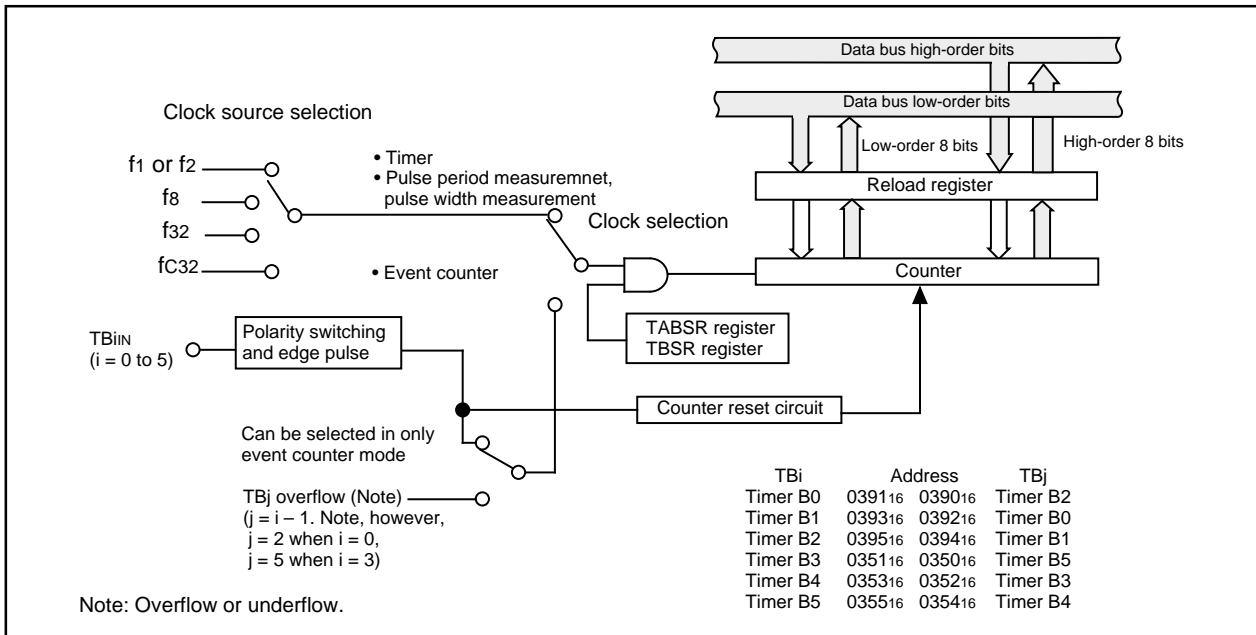 Data bus high-order bits
Data bus low-order bits
Clock source selection
Low-order 8 bits
High-order 8 bits
f1 or f2
f8
f32
fC32
• Timer
• Pulse period measuremnet,
pulse width measurement
Reload register
Clock selection
• Event counter
Counter
TBiIN
(i = 0 to 5)
Polarity switching
and edge pulse
TABSR register
TBSR register
Counter reset circuit
Can be selected in only
event counter mode
TBj overflow (Note)
(j = i – 1. Note, however,
j = 2 when i = 0,
j = 5 when i = 3)
TBi Address TBj
Timer B0 039116 039016 Timer B2
Timer B1 039316 039216 Timer B0
Timer B2 039516 039416 Timer B1
Timer B3 035116 035016 Timer B5
Timer B4 035316 035216 Timer B3
Timer B5 035516 035416 Timer B4
Note: Overflow or underflow.